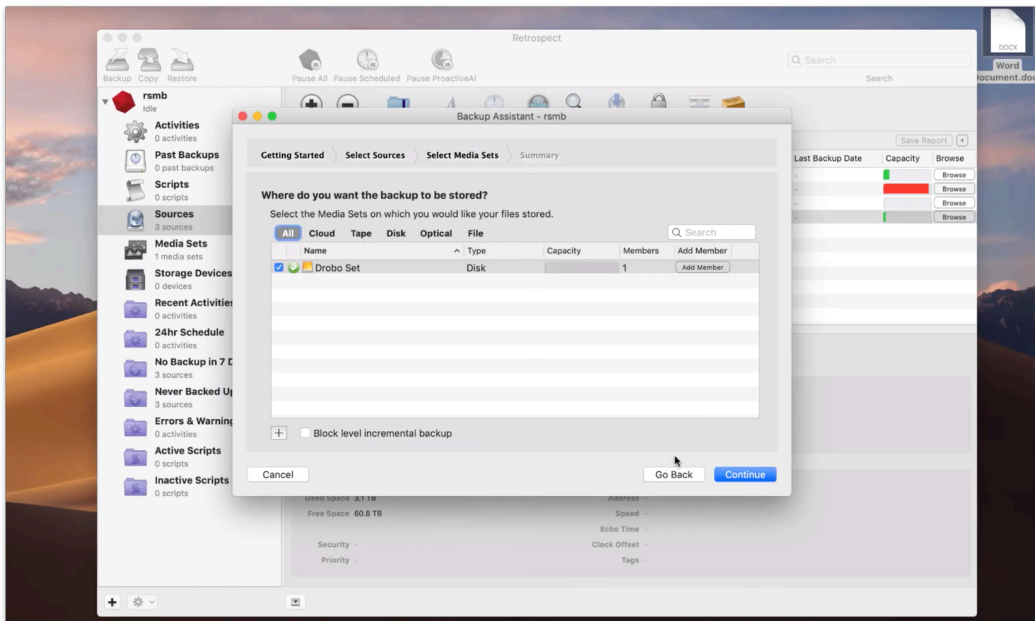 Retrospect
DOCX
Word
Document.doc
Backup Copy Restore
Pause All Pause Scheduled Pause ProactiveAI
Search
Search
rsmb
Idle
Activities
0 activities
Past Backups
0 past backups
Scripts
0 scripts
Sources
3 sources
Media Sets
1 media sets
Storage Devices
0 devices
Recent Activities
0 activities
24hr Schedule
0 activities
No Backup in 7 D
3 sources
Never Backed Up
3 sources
Errors & Warning
0 activities
Active Scripts
0 scripts
Inactive Scripts
0 scripts
Backup Assistant - rsmb
Getting Started Select Sources Select Media Sets Summary
Where do you want the backup to be stored?
Select the Media Sets on which you would like your files stored.
All Cloud Tape Disk Optical File Search
Name Type Capacity Members Add Member
Drobo Set Disk 1 Add Member
Block level incremental backup
Cancel Go Back Continue
Save Report
Last Backup Date Capacity Browse
- Browse
- Browse
- Browse
- Browse
Used Space 3.1 TB Address -
Free Space 60.8 TB Speed -
Echo Time -
Security - Clock Offset -
Priority - Tags -